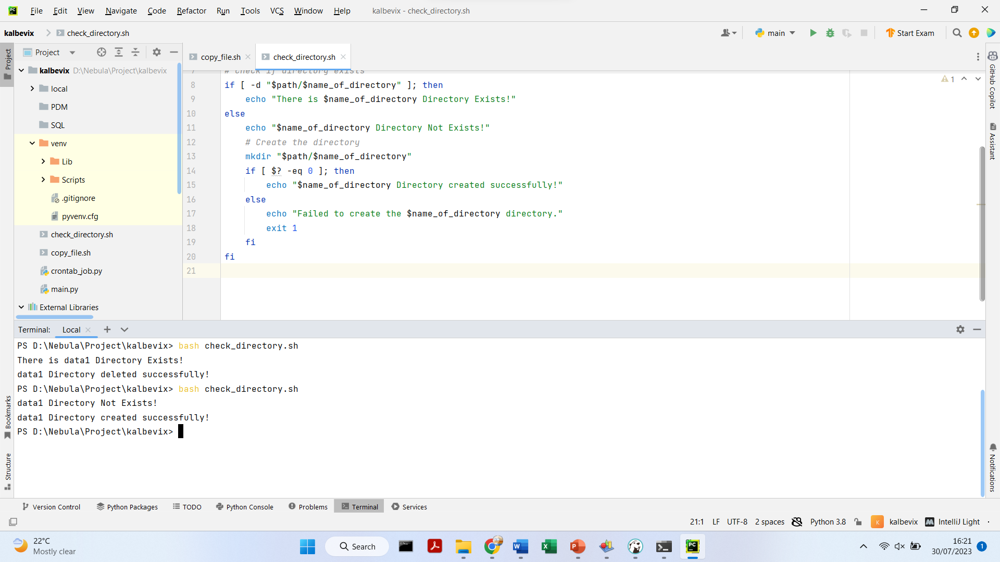 File Edit View Navigate Code Refactor Run Tools VCS Window Help kalbevix - check_directory.sh
kalbevix check_directory.sh main Start Exam
Project
Project
copy_file.sh check_directory.sh
kalbevix D:\Nebula\Project\kalbevix
local
PDM
SQL
venv
Lib
Scripts
.gitignore
pyvenv.cfg
check_directory.sh
copy_file.sh
crontab_job.py
main.py
External Libraries
7 # Check if directory exists
8 if [ -d "$path/$name_of_directory" ]; then
9 echo "There is $name_of_directory Directory Exists!"
10 else
11 echo "$name_of_directory Directory Not Exists!"
12 # Create the directory
13 mkdir "$path/$name_of_directory"
14 if [ $? -eq 0 ]; then
15 echo "$name_of_directory Directory created successfully!"
16 else
17 echo "Failed to create the $name_of_directory directory."
18 exit 1
19 fi
20 fi
21
1
GitHub Copilot
Assistant
Notifications
Terminal: Local
PS D:\Nebula\Project\kalbevix> bash check_directory.sh
There is data1 Directory Exists!
data1 Directory deleted successfully!
PS D:\Nebula\Project\kalbevix> bash check_directory.sh
data1 Directory Not Exists!
data1 Directory created successfully!
PS D:\Nebula\Project\kalbevix>
Bookmarks
Structure
Version Control Python Packages TODO Python Console Problems Terminal Services
21:1 LF UTF-8 2 spaces Python 3.8 K kalbevix IntelliJ Light
22°C
Mostly clear
Search
PC
16:21
30/07/2023
1